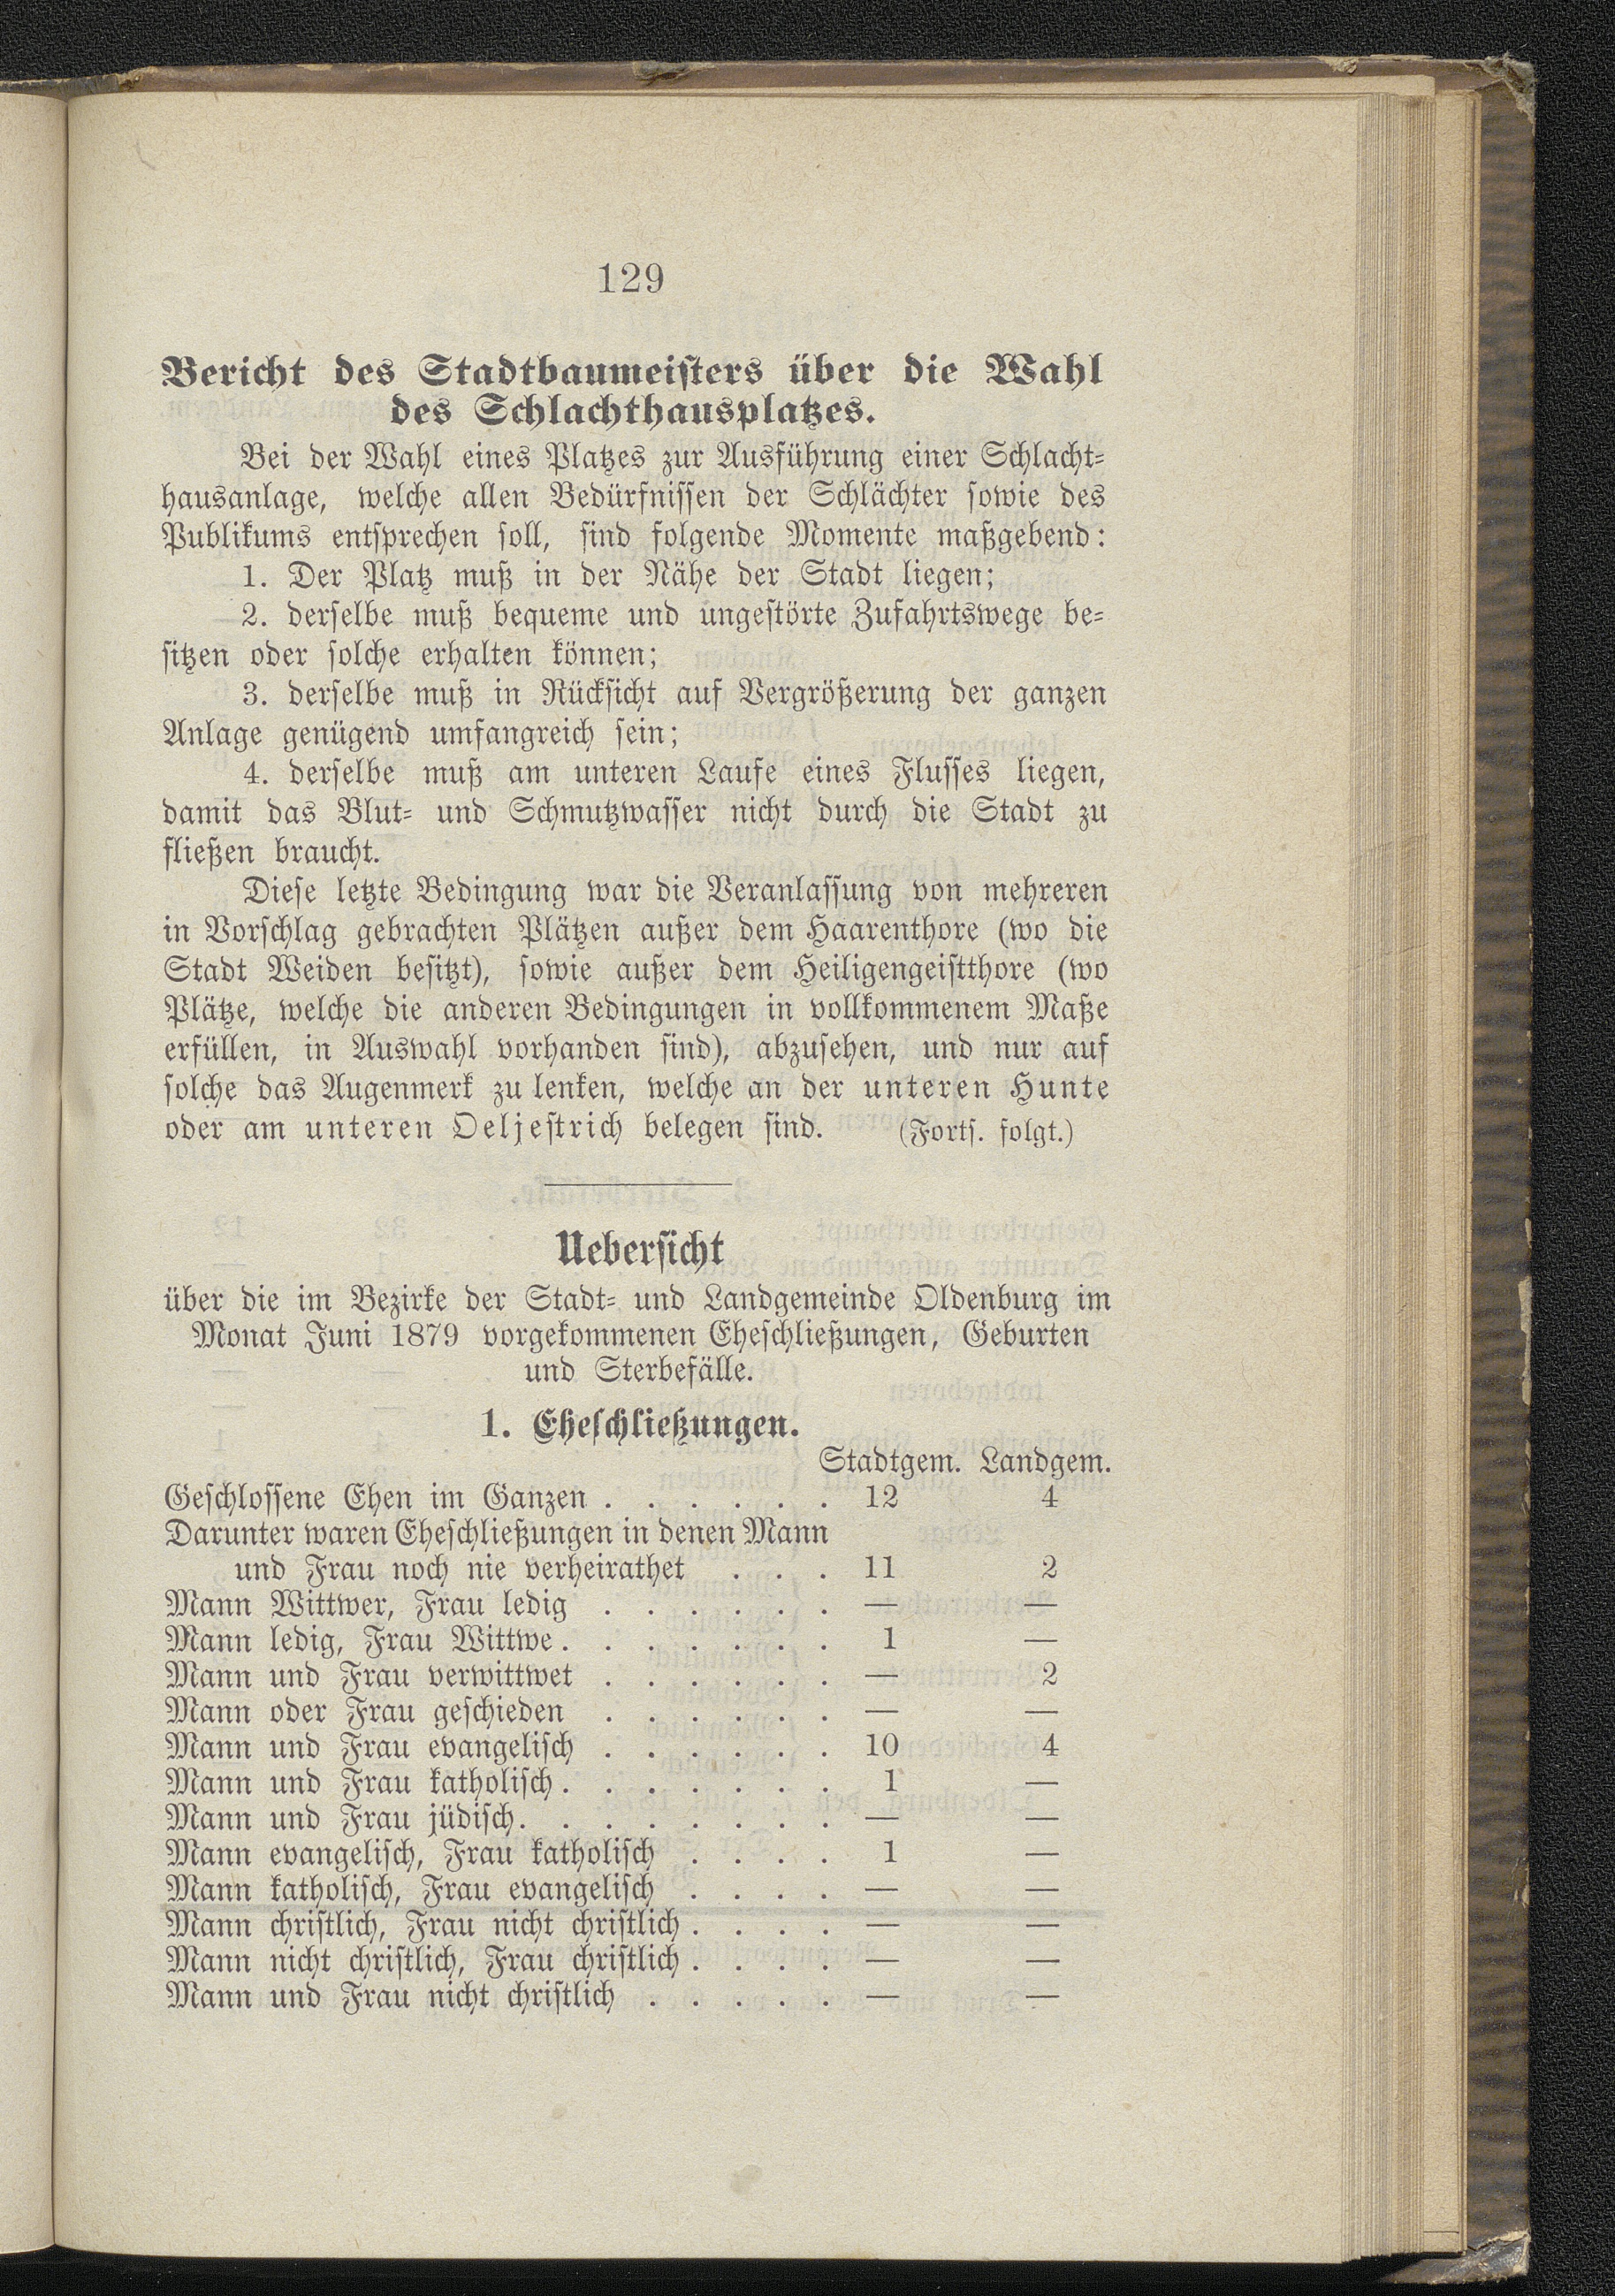 129
Bericht des Stadtbaumeisters über die Wahl
des Schlachthausplatzes.
Bei der Wahl eines Platzes zur Ausführung einer Schlacht-
hausanlage, welche allen Bedürfnissen der Schlächter sowie des
Publikums entsprechen soll, sind folgende Momente maßgebend:
1. Der Platz muß in der Nähe der Stadt liegen;
2. derselbe muß bequeme und ungestörte Zufahrtswege be-
sitzen oder solche erhalten können;
3. derselbe muß in Rücksicht auf Vergrößerung der ganzen
Anlage genügend umfangreich sein;
4. derselbe muß am unteren Laufe eines Flusses liegen,
damit das Blut- und Schmutzwasser nicht durch die Stadt zu
fließen braucht.
Diese letzte Bedingung war die Veranlassung von mehreren
in Vorschlag gebrachten Plätzen außer dem Haarenthore (wo die
Stadt Weiden besitzt), sowie außer dem Heiligengeistthore (wo
Plätze, welche die anderen Bedingungen in vollkommenem Maße
erfüllen, in Auswahl vorhanden sind), abzusehen, und nur auf
solche das Augenmerk zu lenken, welche an der unteren Hunte
oder am unteren Oeljestrich belegen sind. (Forts. folgt.)
Uebersicht
über die im Bezirke der Stadt- und Landgemeinde Oldenburg im
Monat Juni 1879 vorgekommenen Eheschließungen, Geburten
und Sterbefälle.
1. Eheschließungen.
Stadtgem. Landgem.
Geschlossene Ehen im Ganzen . . . . . . 12 4
Darunter waren Eheschließungen in denen Mann
und Frau noch nie verheirathet . . . 11 2
Mann Wittwer, Frau ledig . . . . . . — —
Mann ledig, Frau Wittwe . . . . . . . 1 —
Mann und Frau verwittwet . . . . . . — 2
Mann oder Frau geschieden . . . . . . — —
Mann und Frau evangelisch . . . . . . 10 4
Mann und Frau katholisch . . . . . . . 1 —
Mann und Frau jüdisch . . . . . . . . — —
Mann evangelisch, Frau katholisch . . . . 1 —
Mann katholisch, Frau evangelisch . . . . — —
Mann christlich, Frau nicht christlich . . . . — —
Mann nicht christlich, Frau christlich . . . . — —
Mann und Frau nicht christlich . . . . . — —